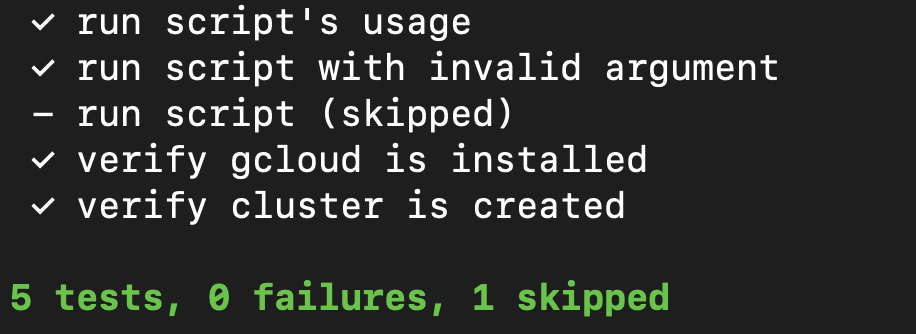 ✓ run script's usage
✓ run script with invalid argument
– run script (skipped)
✓ verify gcloud is installed
✓ verify cluster is created
5 tests, 0 failures, 1 skipped